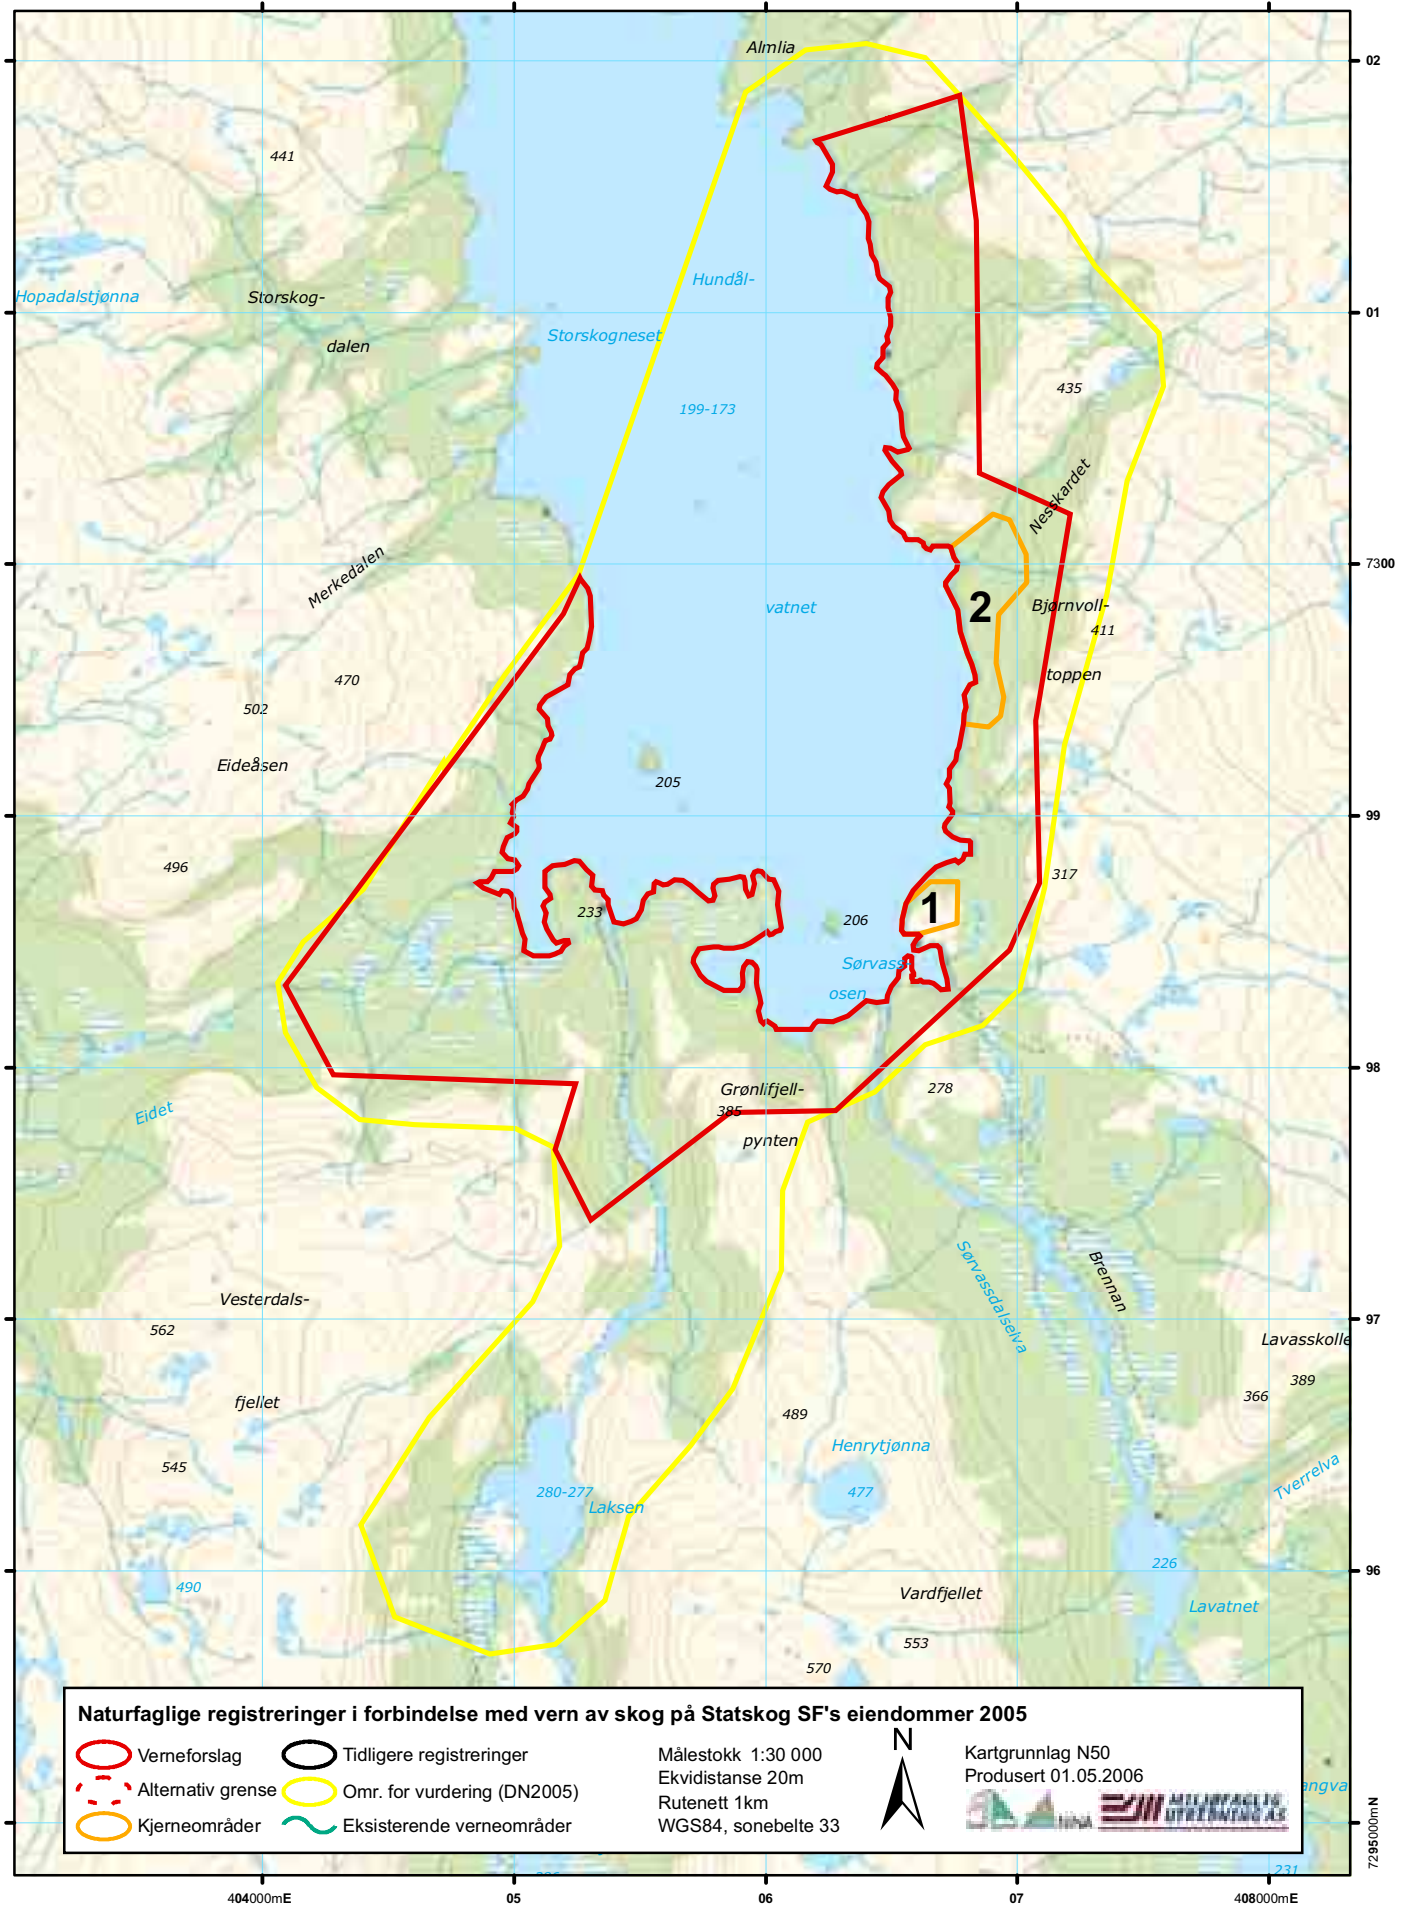 Almlia
02
441
Hundål-
Hopadalstjønna
Storskog-
01
Storskogneset
dalen
435
199-173
Nesskardet
Merkedalen
7300
2
vatnet
Bjørnvoll-
411
470
toppen
502
Eideåsen
205
99
496
317
1
233
206
Sørvass-
osen
98
Grønlifjell-
278
385
Eidet
pynten
Sørvassdalselva
Brennan
Vesterdals-
97
562
Lavasskolle
389
fjellet
366
489
Henrytjønna
545
280-277
477
Laksen
Tverrelva
96
226
490
Vardfjellet
Lavatnet
553
570
Naturfaglige registreringer i forbindelse med vern av skog på Statskog SF's eiendommer 2005
Verneforslag
Tidligere registreringer
Alternativ grense
Omr. for vurdering (DN2005)
Kjerneområder
Eksisterende verneområder
Målestokk 1:30 000
Ekvidistanse 20m
Rutenett 1km
WGS84, sonebelte 33
N
Kartgrunnlag N50
Produsert 01.05.2006
NINA
MILJØFAGLIG
UTREDNING AS
angva
7295000mN
231
404000mE
05
06
07
408000mE